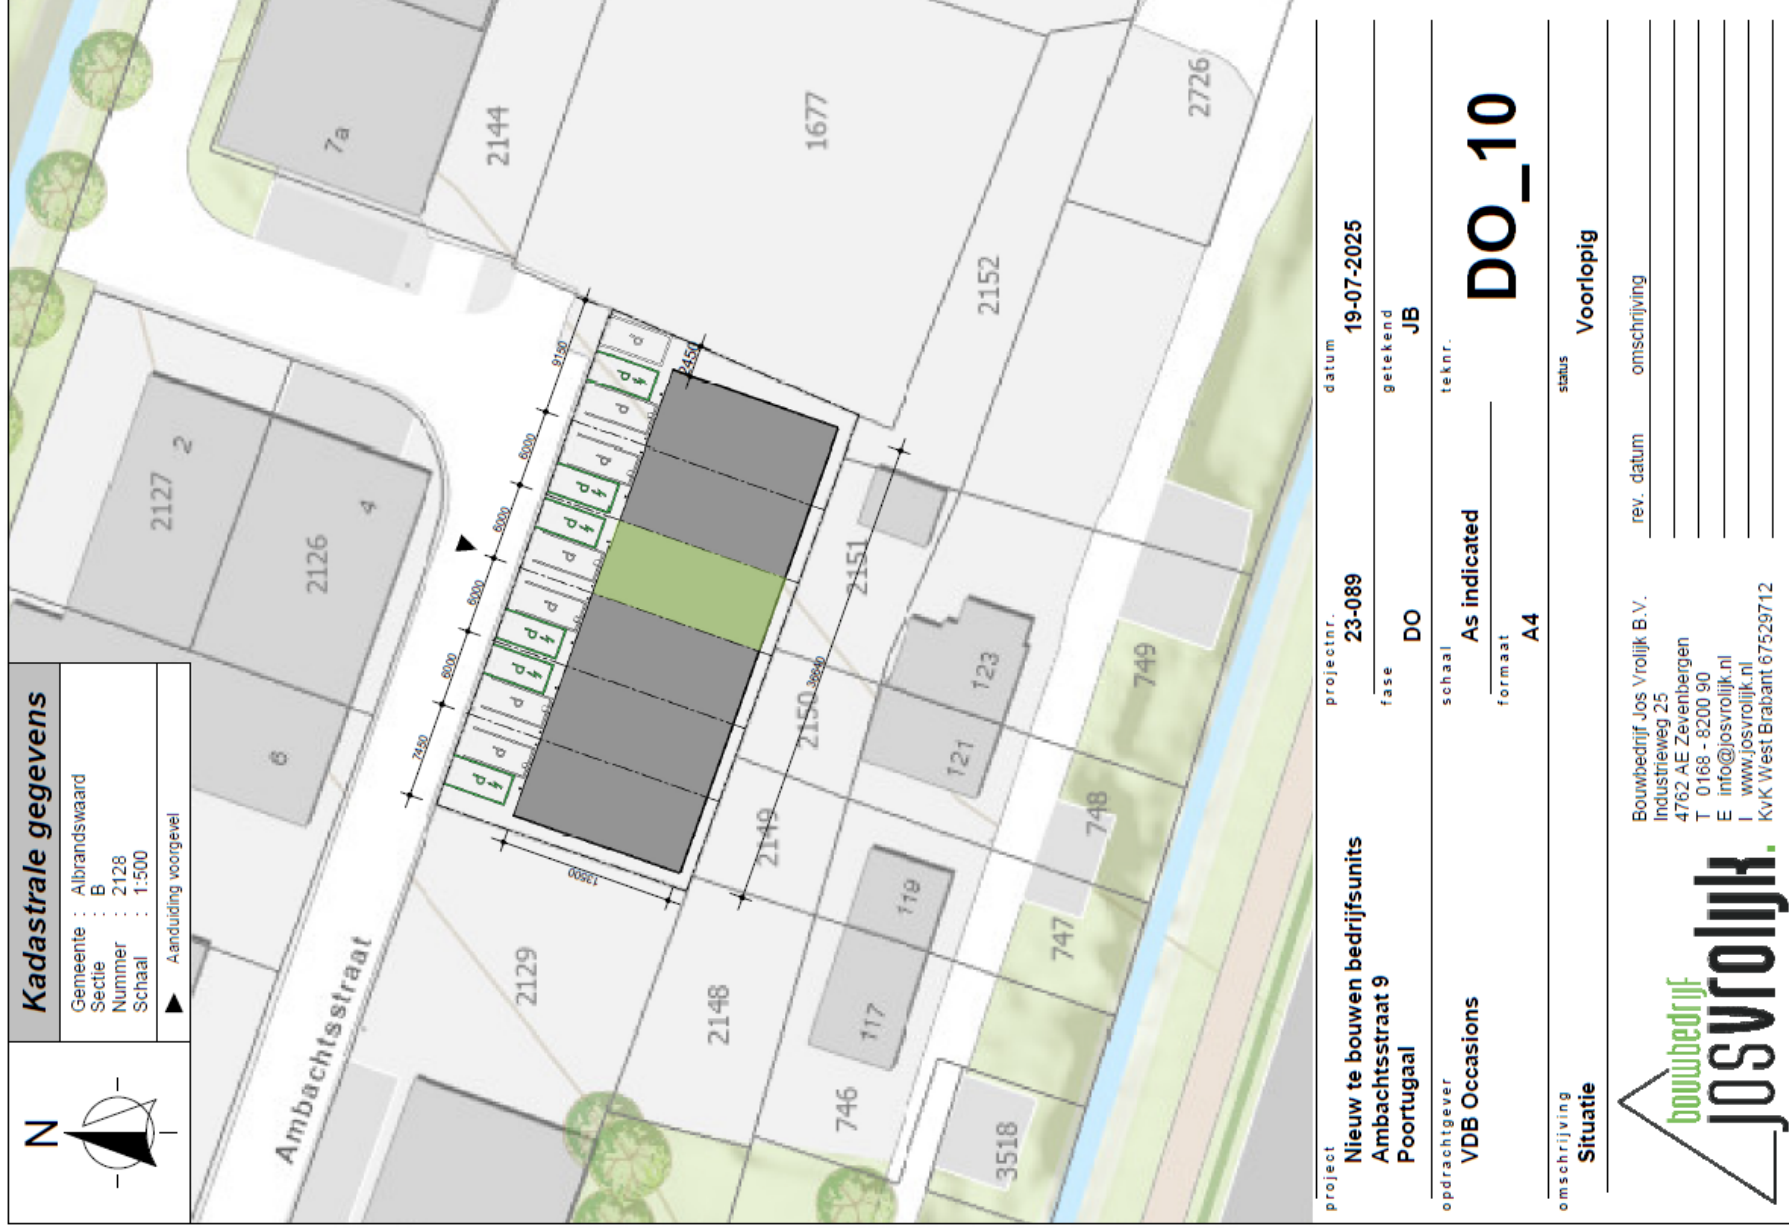 N
Kadastrale gegevens
Gemeente : Albrandswaard
Sectie : B
Nummer : 2128
Schaal : 1:500
Aanduiding voorgevel
Ambachtsstraat
7a
2144
1677
2726
2152
2127
2
2126
4
6
2129
2148
2149
2150
2151
746
747
748
749
3518
117
119
121
123
9150
6000
6000
6000
6000
7450
2450
13500
36640
P
P
P
P
P
P
P
P
P
P
P
P
P
project
Nieuw te bouwen bedrijfsunits
Ambachtsstraat 9
Poortugaal
projectnr.
23-089
datum
19-07-2025
fase
DO
getekend
JB
opdrachtgever
VDB Occasions
schaal
As indicated
formaat
A4
teknr.
DO_10
omschrijving
Situatie
status
Voorlopig
bouwbedrijf
josvrolijk.
Bouwbedrijf Jos Vrolijk B.V.
Industrieweg 25
4762 AE Zevenbergen
T 0168 - 8200 90
E info@josvrolijk.nl
I www.josvrolijk.nl
KvK West Brabant 67529712
rev. datum omschrijving